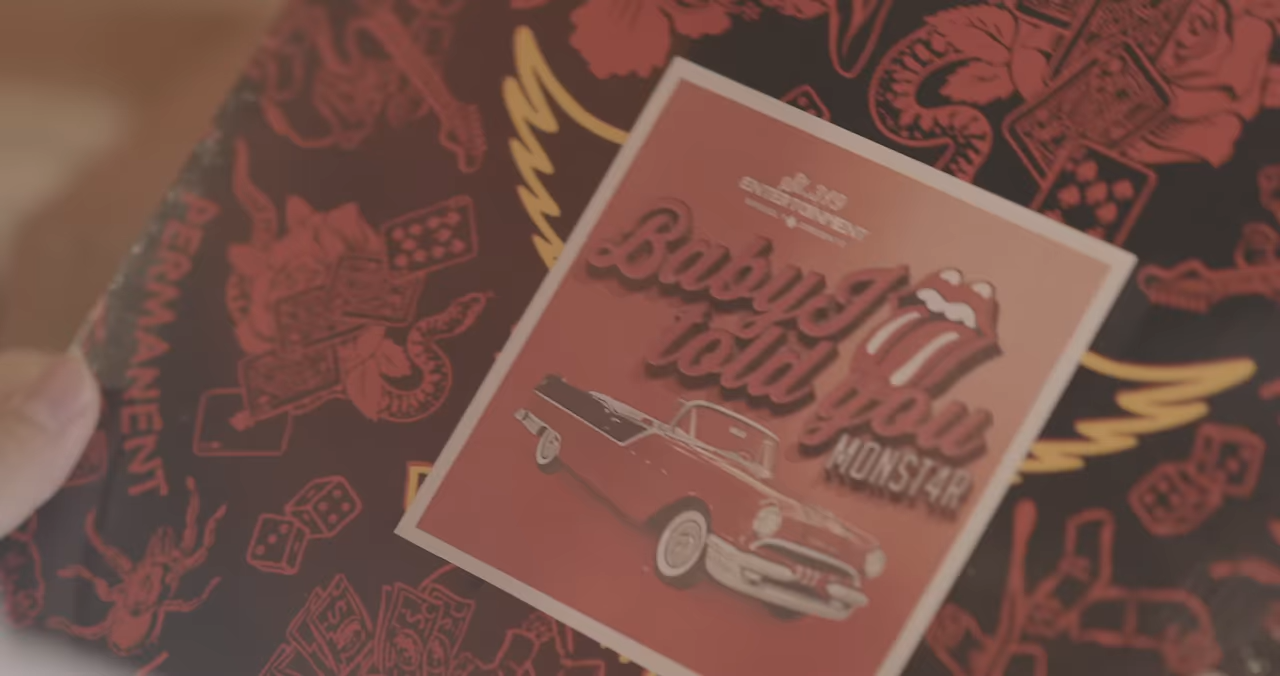 PERMANENT
ENTERTAINMENT
Baby I
told you
MONST4R